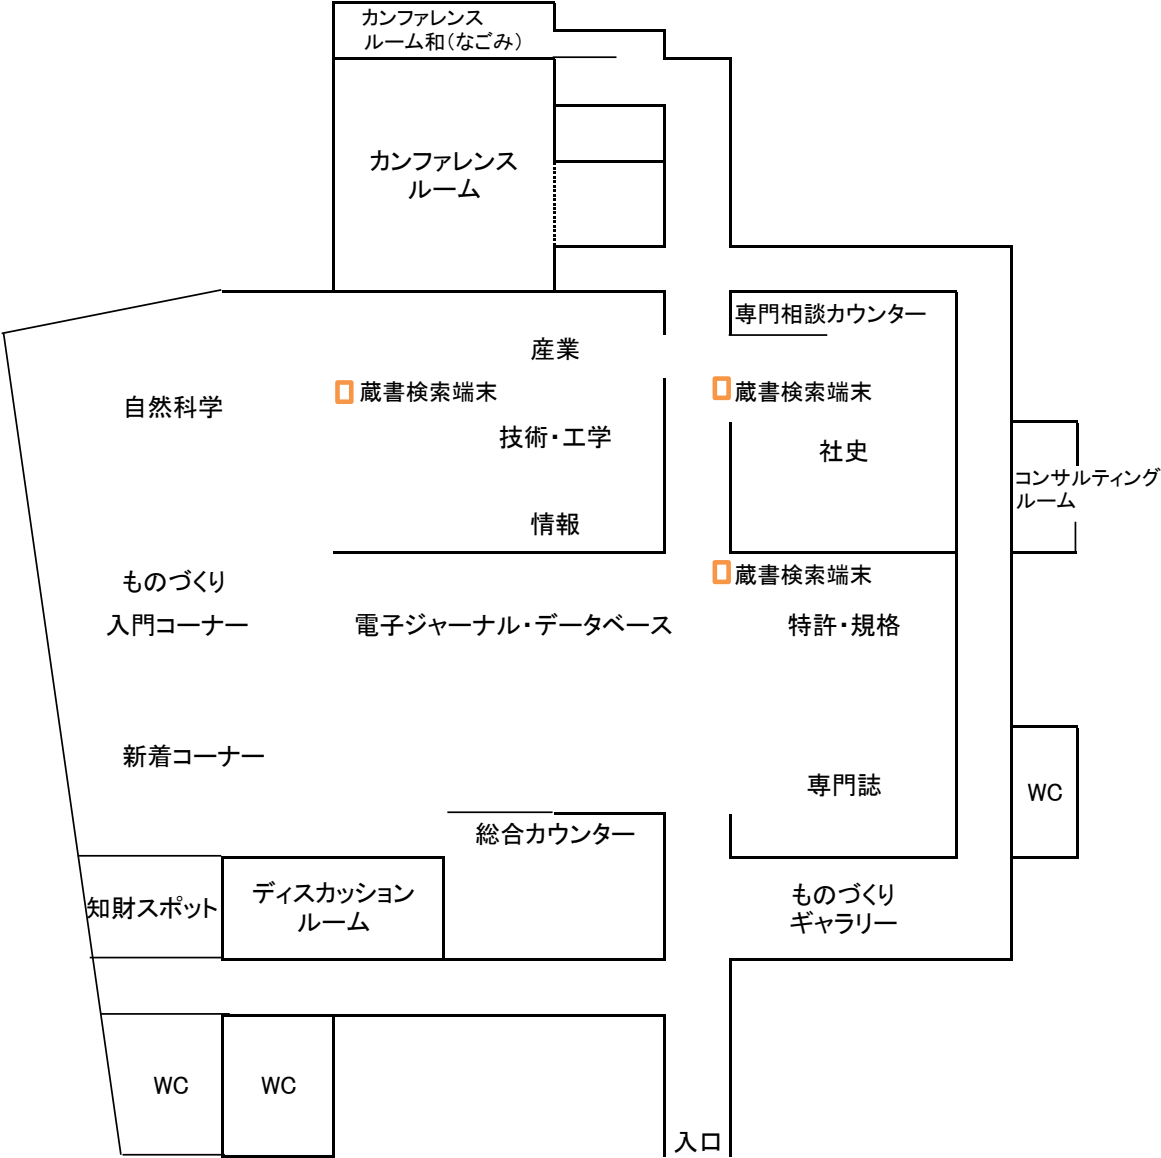 カンファレンス
ルーム和(なごみ)
カンファレンス
ルーム
専門相談カウンター
産業
蔵書検索端末
蔵書検索端末
自然科学
技術・工学
社史
コンサルティング
ルーム
情報
蔵書検索端末
ものづくり
入門コーナー
電子ジャーナル・データベース
特許・規格
新着コーナー
専門誌
WC
総合カウンター
知財スポット
ディスカッション
ルーム
ものづくり
ギャラリー
WC
WC
入口